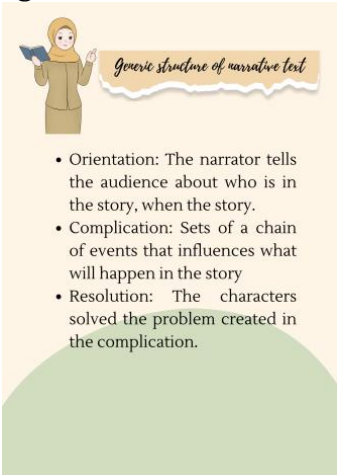 Generic structure of narrative text
• Orientation: The narrator tells
the audience about who is in
the story, when the story.
• Complication: Sets of a chain
of events that influences what
will happen in the story
• Resolution: The characters
solved the problem created in
the complication.